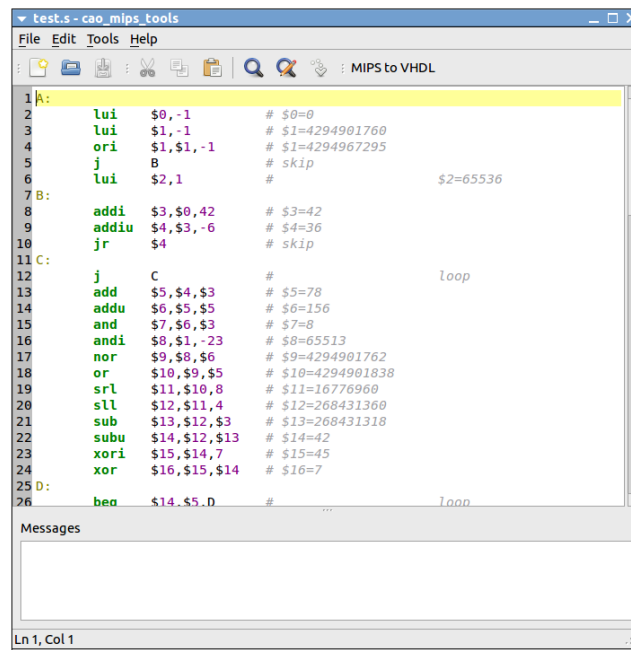 test.s - cao_mips_tools
File Edit Tools Help
MIPS to VHDL
1 A:
2 lui $0,-1 # $0=0
3 lui $1,-1 # $1=4294901760
4 ori $1,$1,-1 # $1=4294967295
5 j B # skip
6 lui $2,1 # $2=65536
7 B:
8 addi $3,$0,42 # $3=42
9 addiu $4,$3,-6 # $4=36
10 jr $4 # skip
11 C:
12 j C # loop
13 add $5,$4,$3 # $5=78
14 addu $6,$5,$5 # $6=156
15 and $7,$6,$3 # $7=8
16 andi $8,$1,-23 # $8=65513
17 nor $9,$8,$6 # $9=4294901762
18 or $10,$9,$5 # $10=4294901838
19 srl $11,$10,8 # $11=16776960
20 sll $12,$11,4 # $12=268431360
21 sub $13,$12,$3 # $13=268431318
22 subu $14,$12,$13 # $14=42
23 xori $15,$14,7 # $15=45
24 xor $16,$15,$14 # $16=7
25 D:
26 beq $14,$5,D # loop
Messages
Ln 1, Col 1